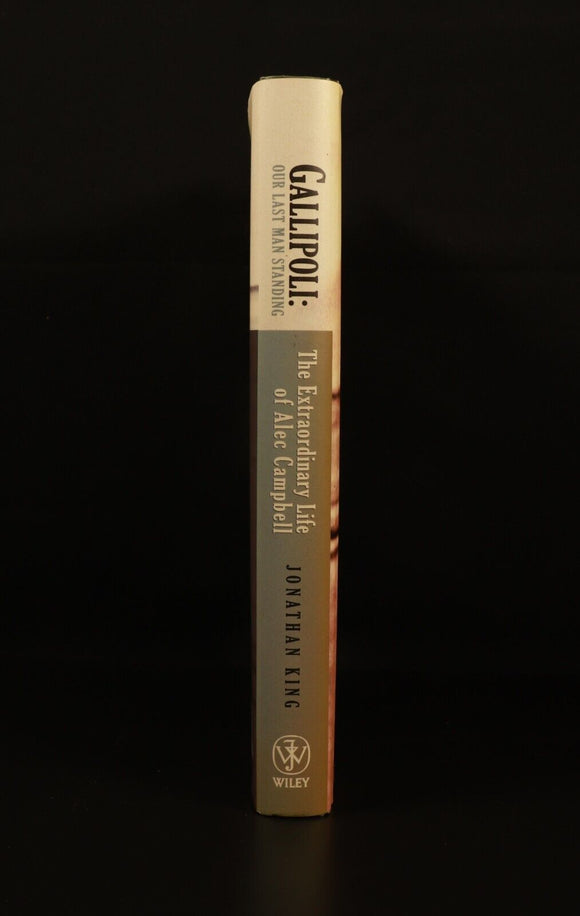 GALLIPOLI:
OUR LAST MAN STANDING
The Extraordinary Life
of Alec Campbell
JONATHAN KING
WILEY